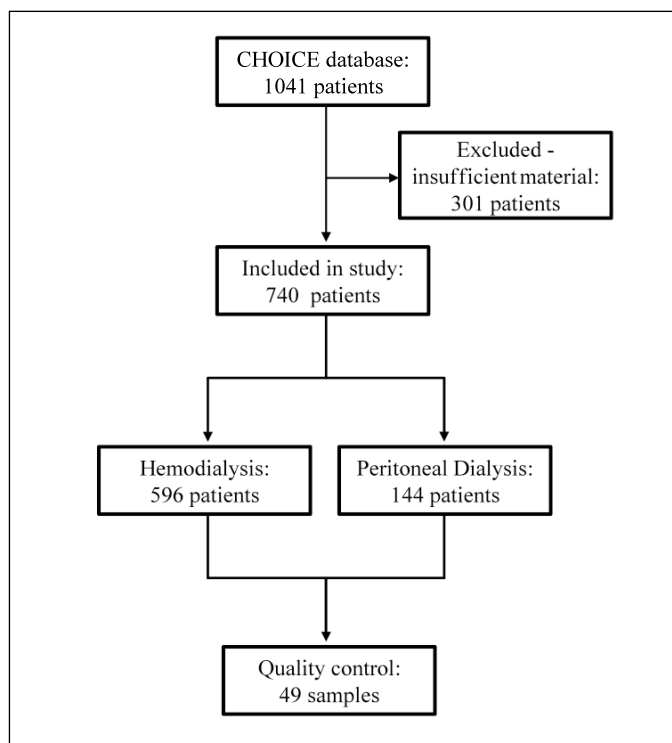 CHOICE database:
1041 patients
Excluded -
insufficient material:
301 patients
Included in study:
740 patients
Hemodialysis:
596 patients
Peritoneal Dialysis:
144 patients
Quality control:
49 samples